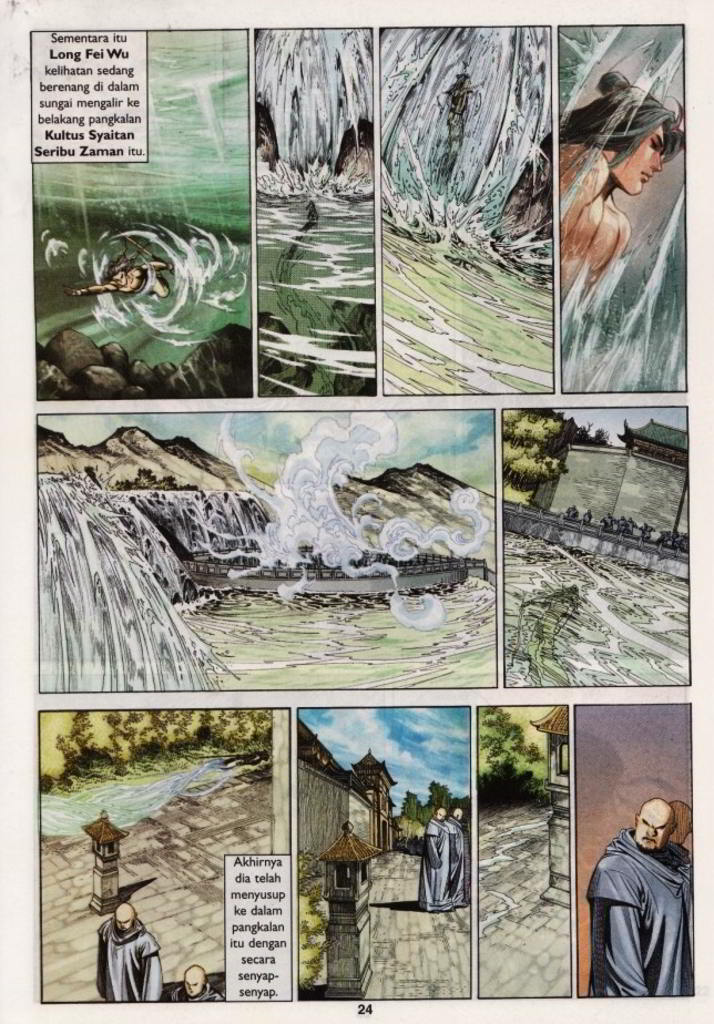 Sementara itu
Long Fei Wu
kelihatan sedang
berenang di dalam
sungai mengalir ke
belakang pangkalan
Kultus Syaitan
Seribu Zaman itu.
Akhirnya
dia telah
menyusup
ke dalam
pangkalan
itu dengan
secara
senyap-
senyap.
24